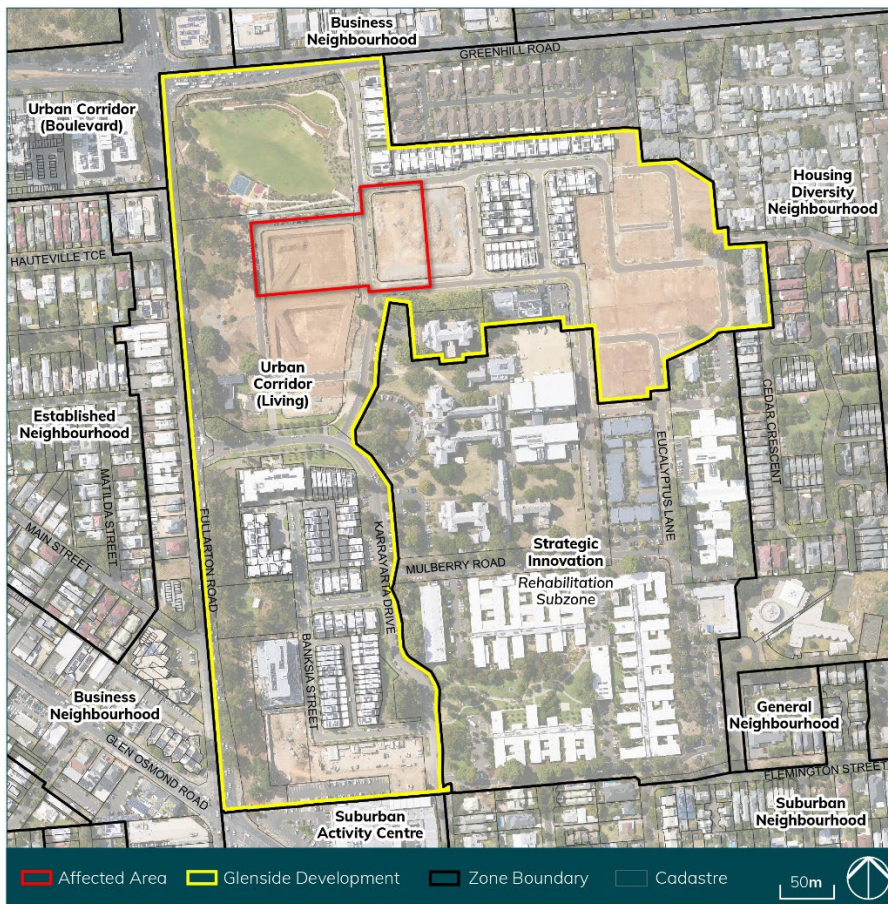 Business
Neighbourhood
GREENHILL ROAD
Urban Corridor
(Boulevard)
Housing
Diversity
Neighbourhood
HAUTEVILLE TCE
Urban
Corridor
(Living)
Established
Neighbourhood
MATILDA STREET
MAIN STREET
FULLARTON ROAD
KARRAYARTA DRIVE
BANKSIA STREET
MULBERRY ROAD
EUCALYPTUS LANE
CEDAR CRESCENT
Strategic
Innovation
Rehabilitation
Subzone
Business
Neighbourhood
GLEN OSMOND ROAD
General
Neighbourhood
FLEMINGTON STREET
Suburban
Activity Centre
Suburban
Neighbourhood
Affected Area
Glenside Development
Zone Boundary
Cadastre
50m